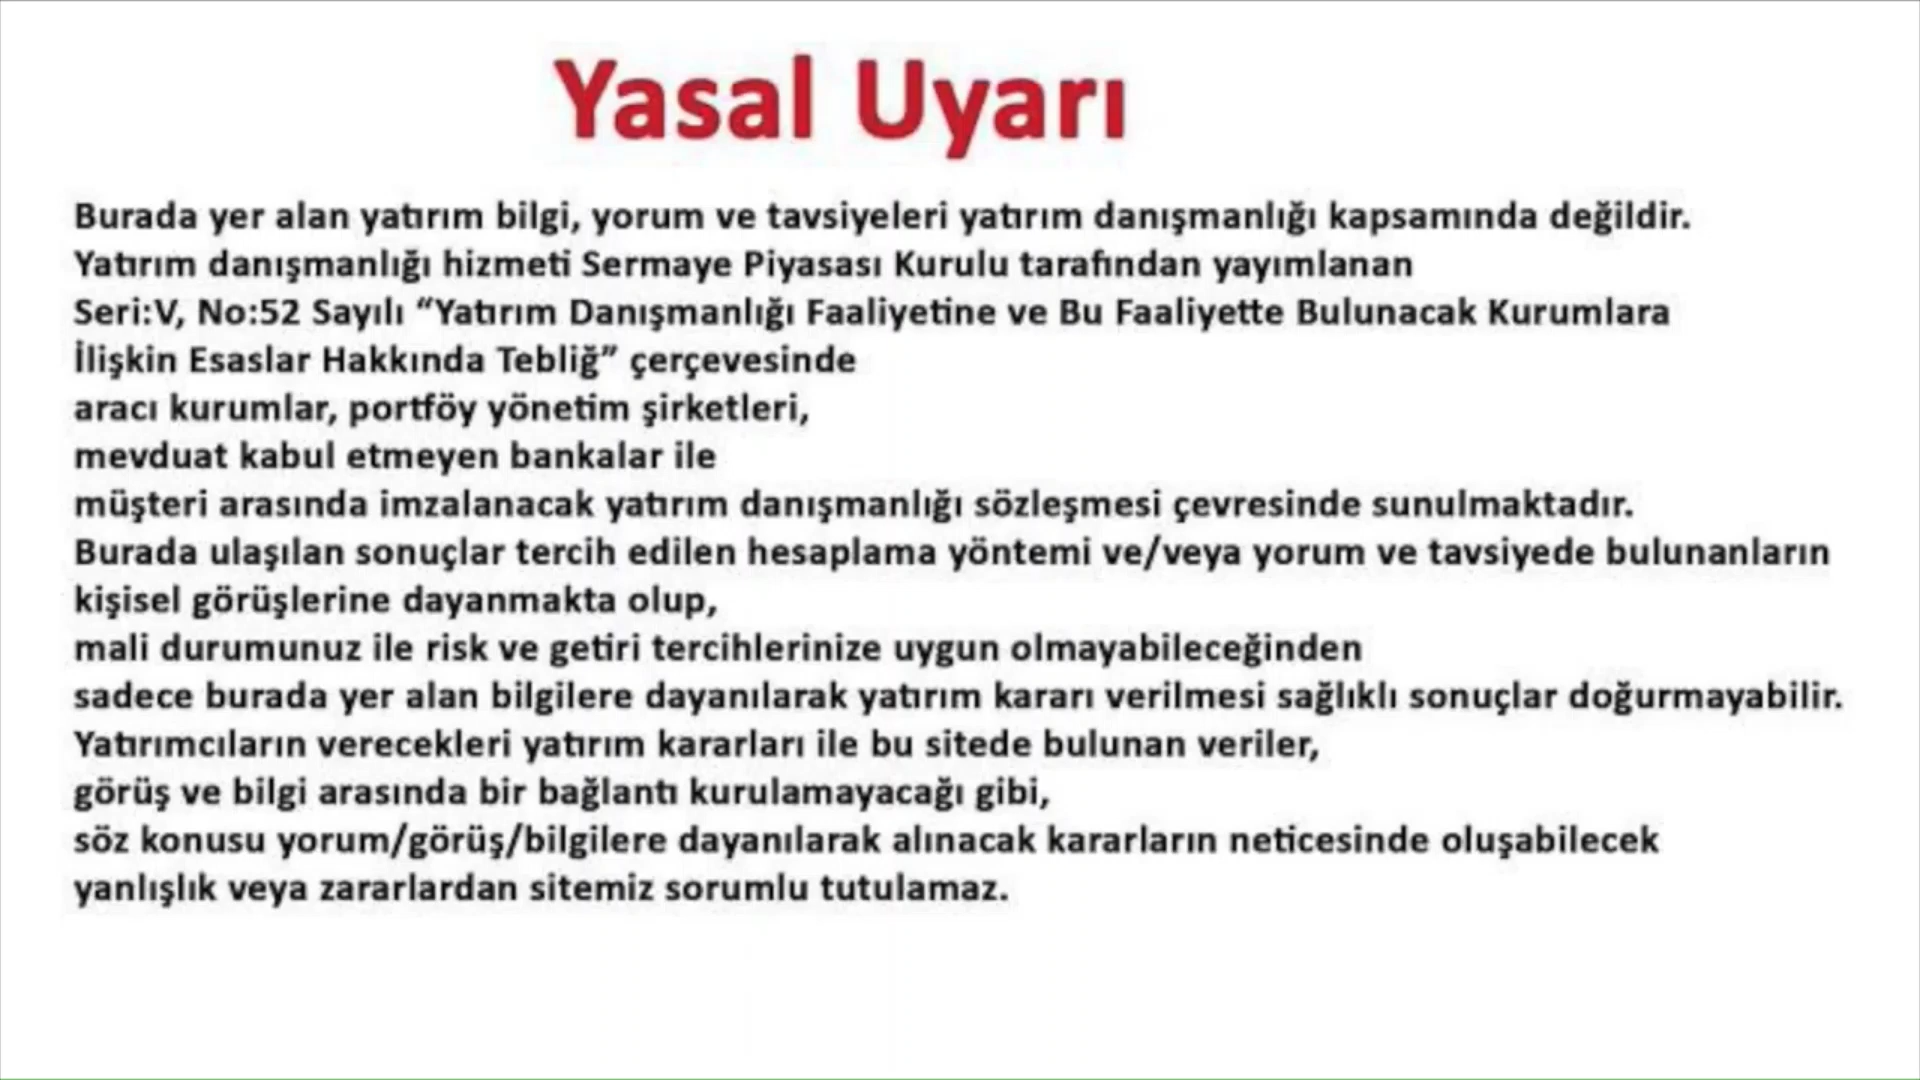 Yasal Uyarı
Burada yer alan yatırım bilgi, yorum ve tavsiyeleri yatırım danışmanlığı kapsamında değildir.
Yatırım danışmanlığı hizmeti Sermaye Piyasası Kurulu tarafından yayımlanan
Seri:V, No:52 Sayılı “Yatırım Danışmanlığı Faaliyetine ve Bu Faaliyette Bulunacak Kurumlara
İlişkin Esaslar Hakkında Tebliğ” çerçevesinde
aracı kurumlar, portföy yönetim şirketleri,
mevduat kabul etmeyen bankalar ile
müşteri arasında imzalanacak yatırım danışmanlığı sözleşmesi çevresinde sunulmaktadır.
Burada ulaşılan sonuçlar tercih edilen hesaplama yöntemi ve/veya yorum ve tavsiyede bulunanların
kişisel görüşlerine dayanmakta olup,
mali durumunuz ile risk ve getiri tercihlerinize uygun olmayabileceğinden
sadece burada yer alan bilgilere dayanılarak yatırım kararı verilmesi sağlıklı sonuçlar doğurmayabilir.
Yatırımcıların verecekleri yatırım kararları ile bu sitede bulunan veriler,
görüş ve bilgi arasında bir bağlantı kurulamayacağı gibi,
söz konusu yorum/görüş/bilgilere dayanılarak alınacak kararların neticesinde oluşabilecek
yanlışlık veya zararlardan sitemiz sorumlu tutulamaz.